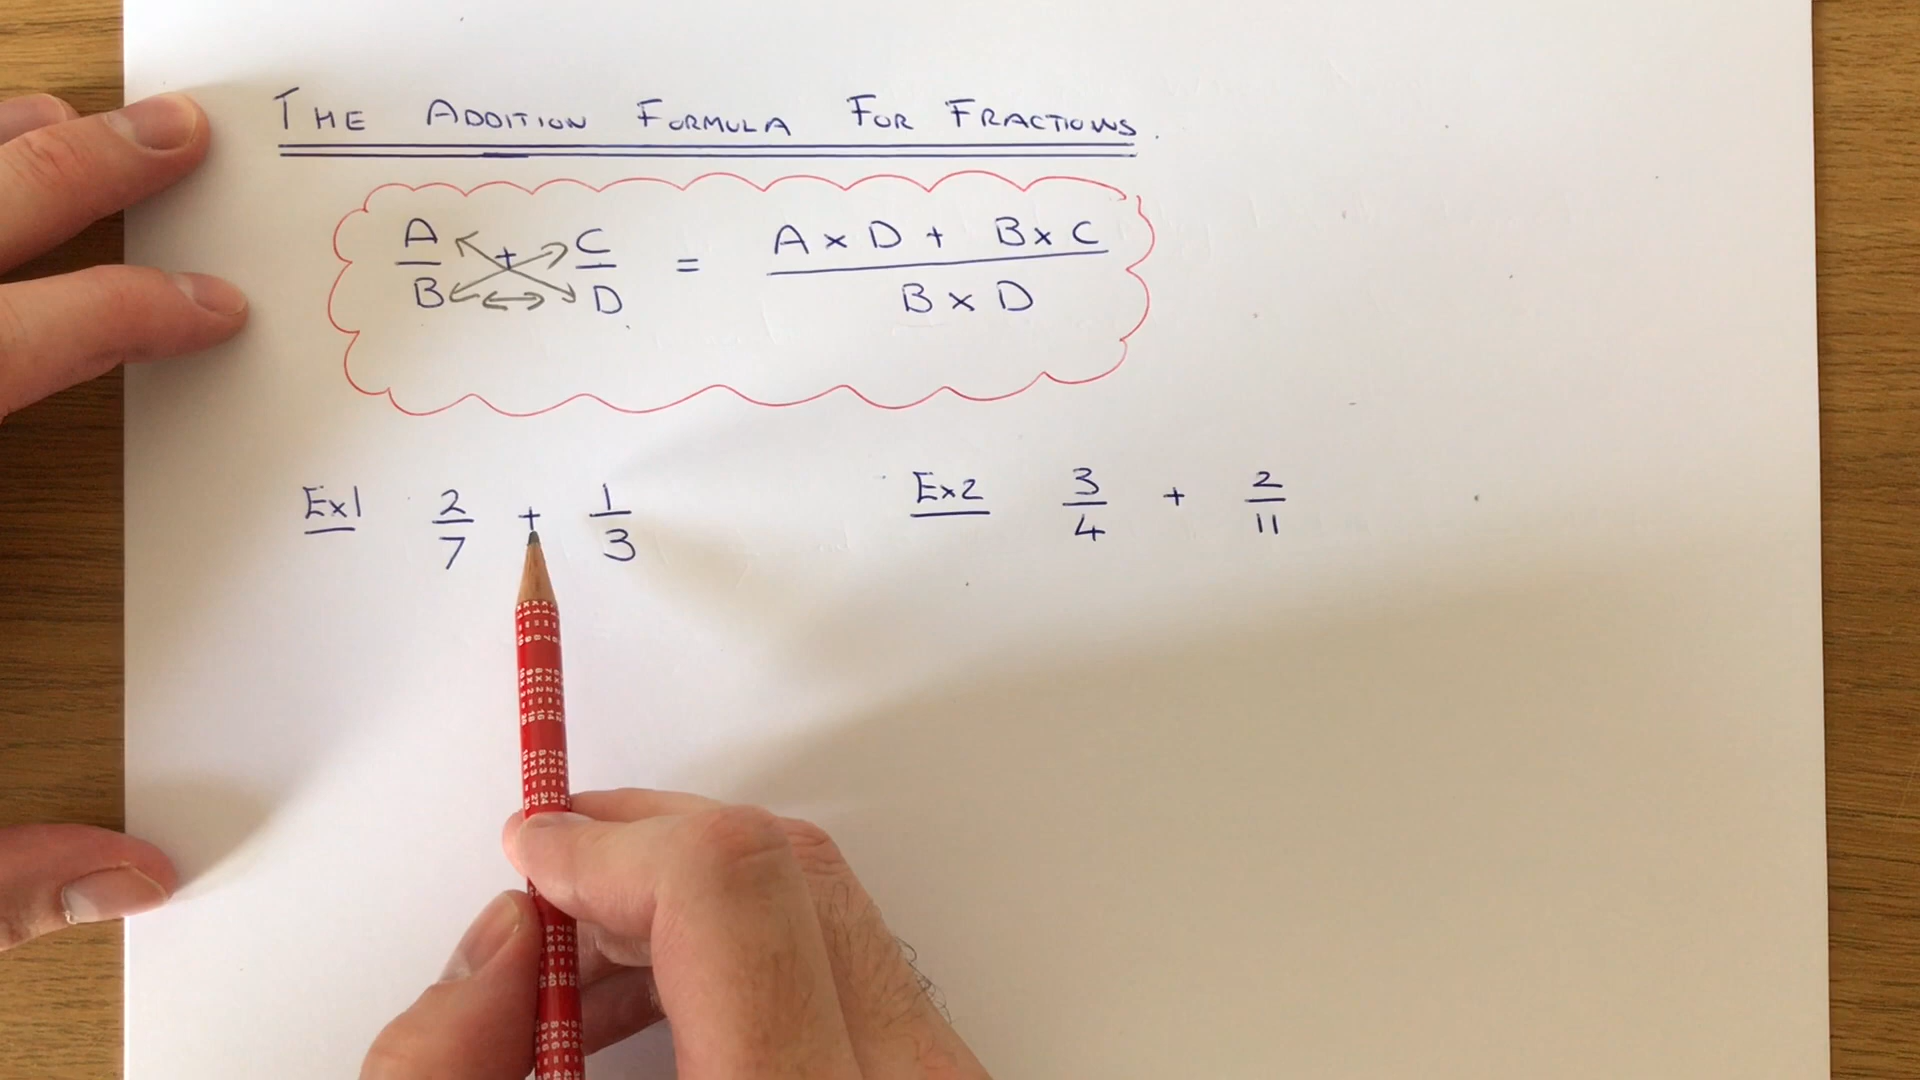 THE ADDITION FORMULA FOR FRACTIONS.
A/B + C/D = A × D + B × C / B × D
Ex1 2/7 + 1/3
Ex2 3/4 + 2/11